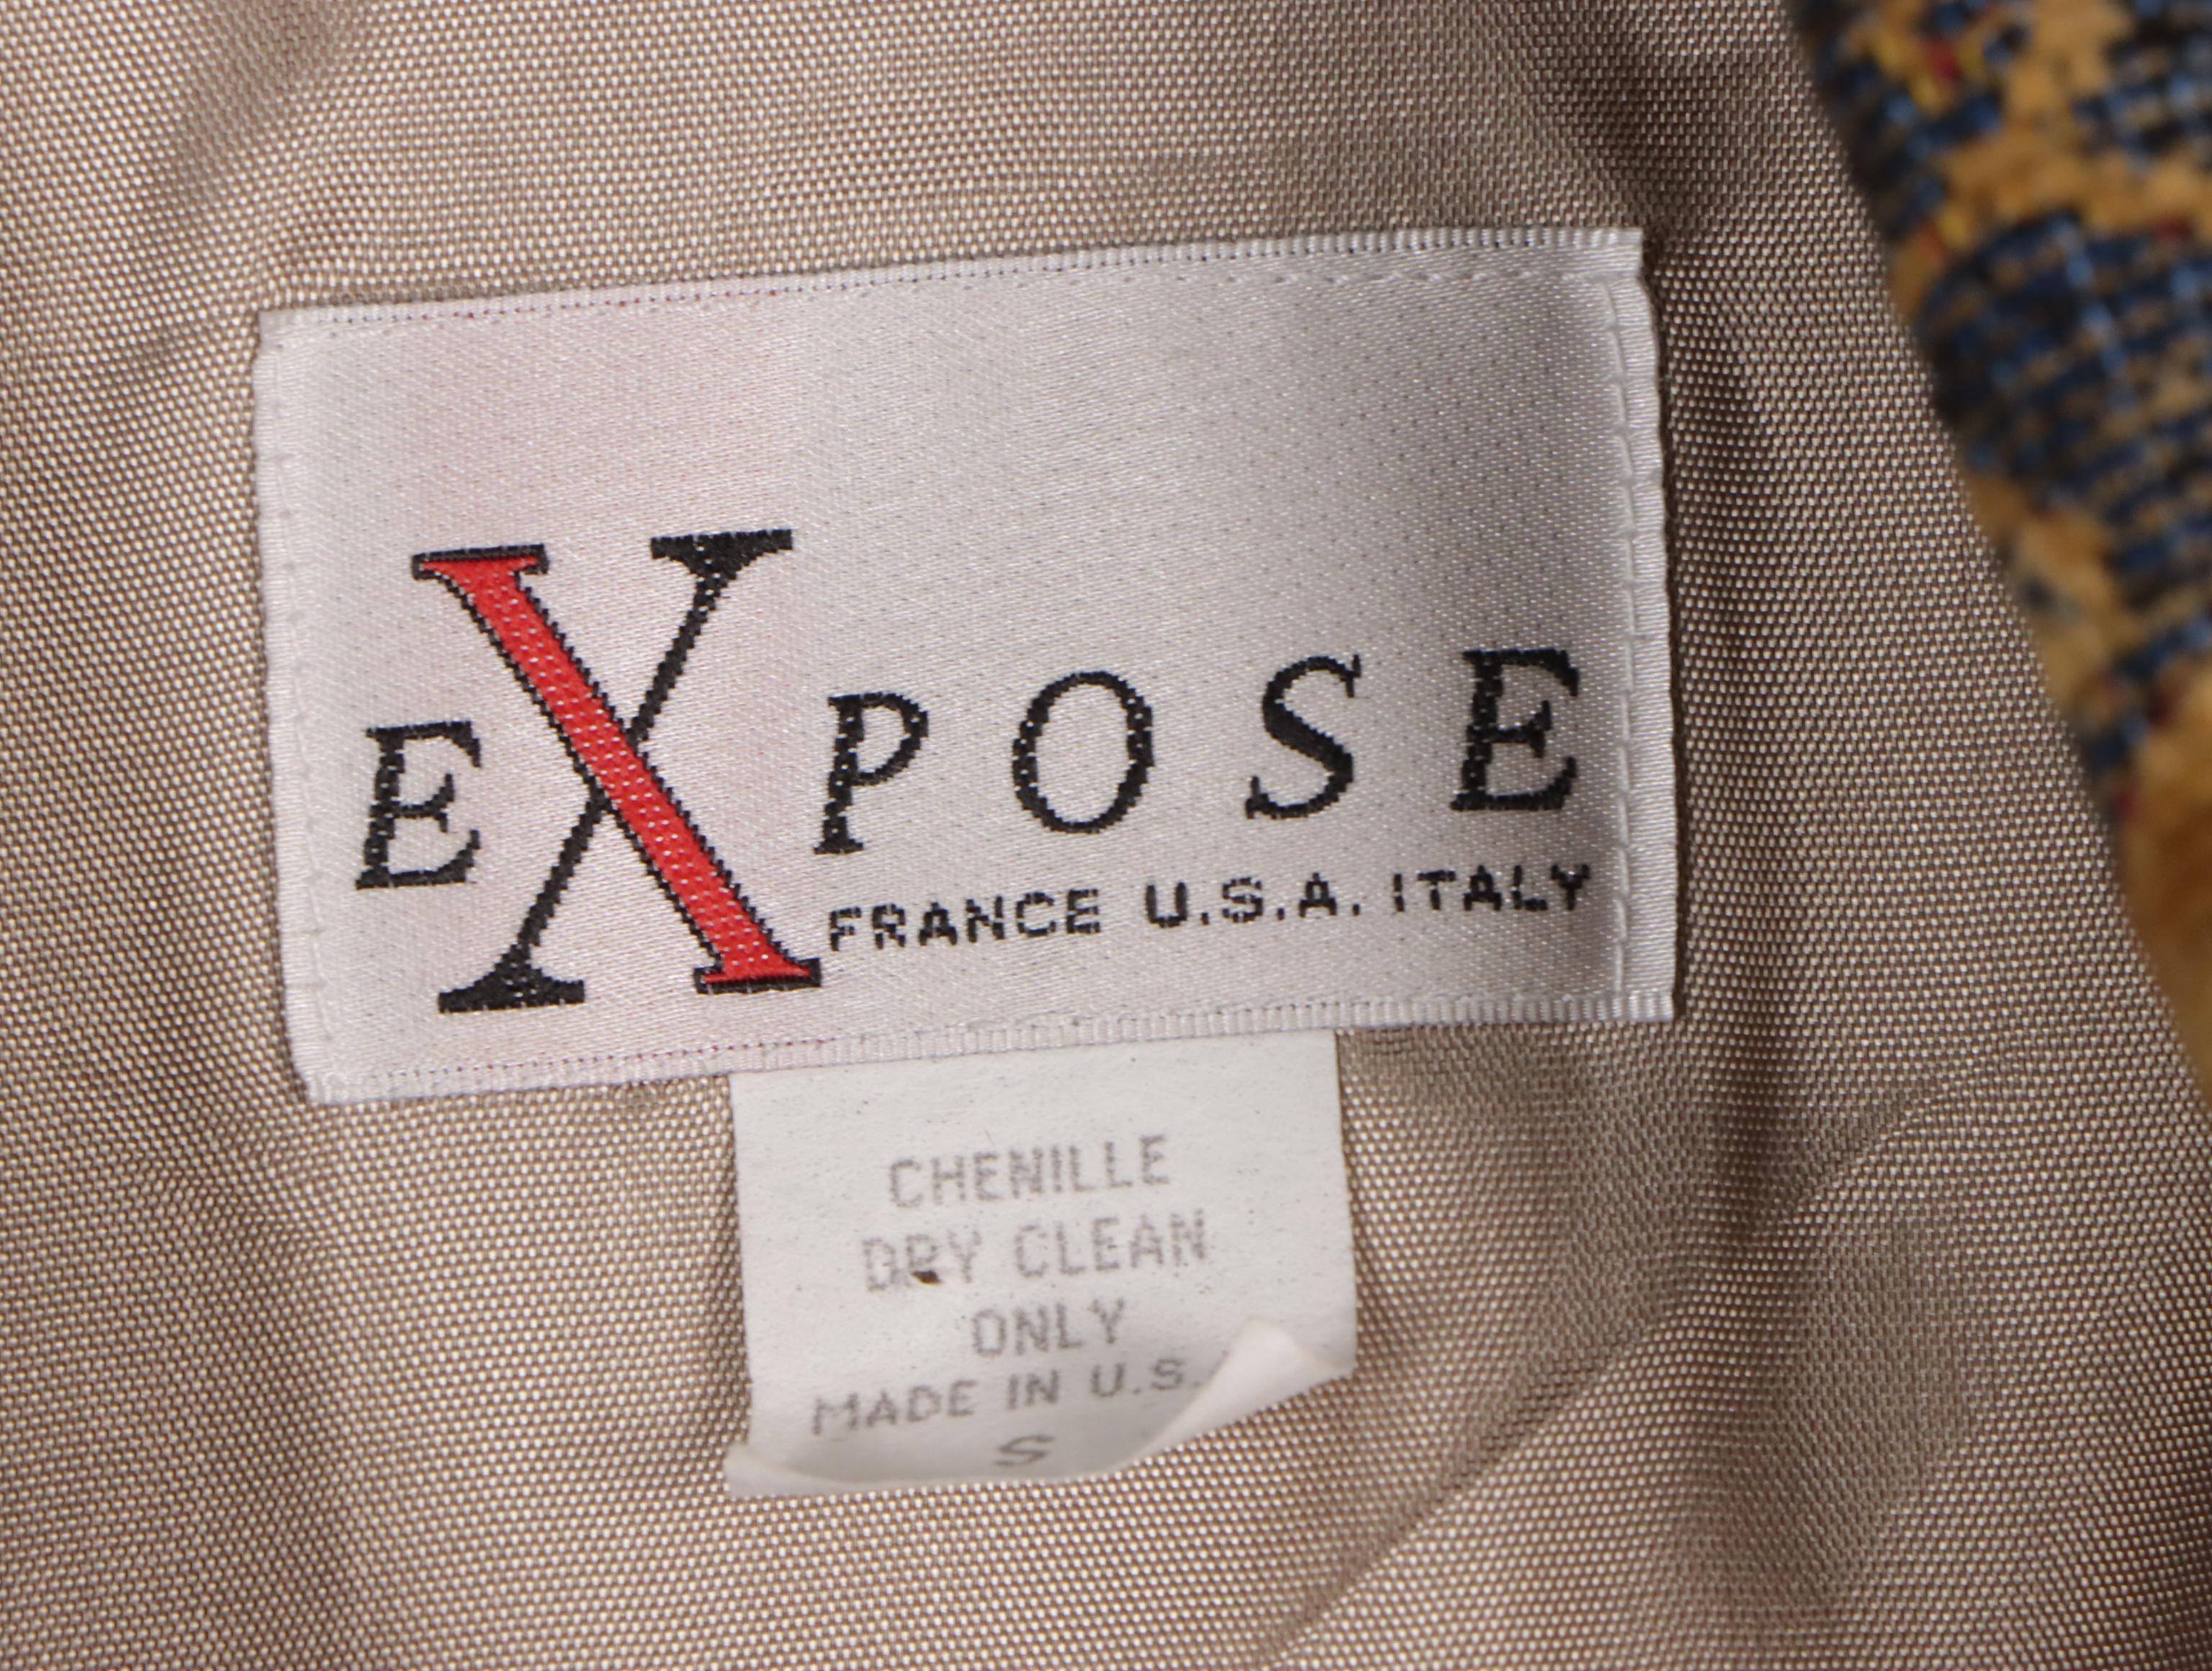 EXPOSE
FRANCE U.S.A. ITALY
CHENILLE
DRY CLEAN
ONLY
MADE IN U.S.
S